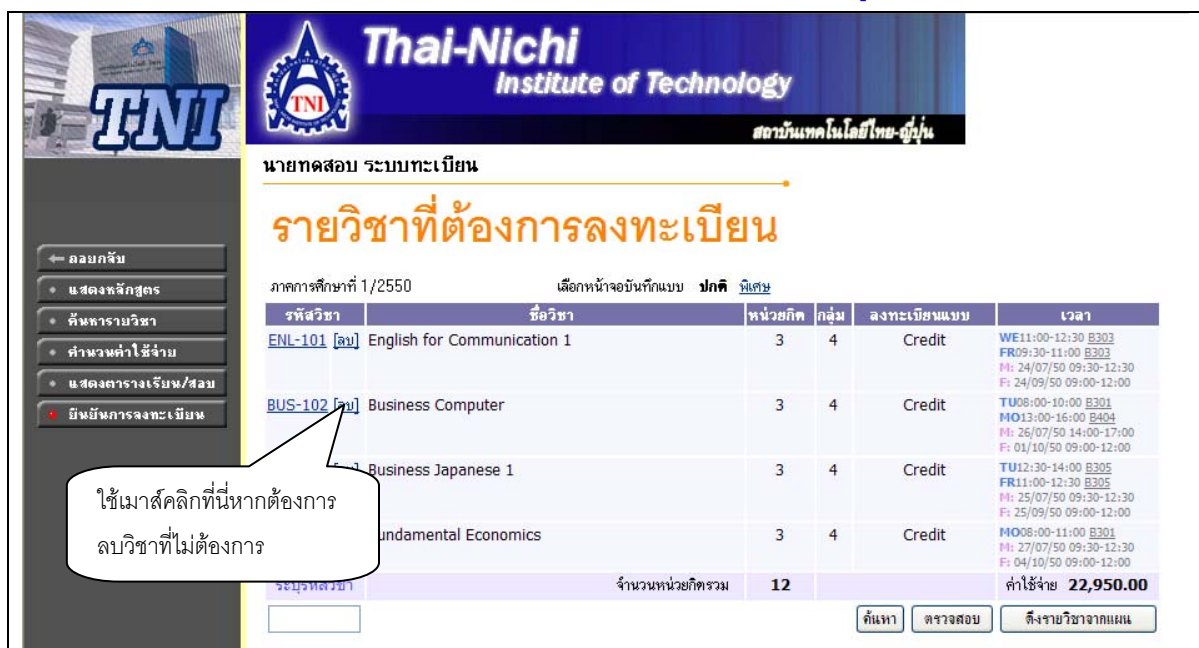 TNI
TNI
Thai-Nichi
Institute of Technology
สถาบันเทคโนโลยีไทย-ญี่ปุ่น
นายทดสอบ ระบบทะเบียน
รายวิชาที่ต้องการลงทะเบียน
ถอยกลับ
แสดงหลักสูตร
ค้นหารายวิชา
คำนวนค่าใช้จ่าย
แสดงตารางเรียน/สอบ
ยืนยันการลงทะเบียน
ภาคการศึกษาที่ 1/2550 เลือกหน้าจอบันทึกแบบ ปกติ พิเศษ
รหัสวิชา ชื่อวิชา หน่วยกิต กลุ่ม ลงทะเบียนแบบ เวลา
ENL-101 [ลบ] English for Communication 1 3 4 Credit WE11:00-12:30 B303
FR09:30-11:00 B303
M: 24/07/50 09:30-12:30
F: 24/09/50 09:00-12:00
BUS-102 [ลบ] Business Computer 3 4 Credit TU08:00-10:00 B301
MO13:00-16:00 B404
M: 26/07/50 14:00-17:00
F: 01/10/50 09:00-12:00
Business Japanese 1 3 4 Credit TU12:30-14:00 B305
FR11:00-12:30 B305
M: 25/07/50 09:30-12:30
F: 25/09/50 09:00-12:00
undamental Economics 3 4 Credit MO08:00-11:00 B301
M: 27/07/50 09:30-12:30
F: 04/10/50 09:00-12:00
ใช้เมาส์คลิกที่นี่หากต้องการ
ลบวิชาที่ไม่ต้องการ
ระบุรหัสวิชา จำนวนหน่วยกิตรวม 12 ค่าใช้จ่าย 22,950.00
ค้นหา ตรวจสอบ ดึงรายวิชาจากแผน